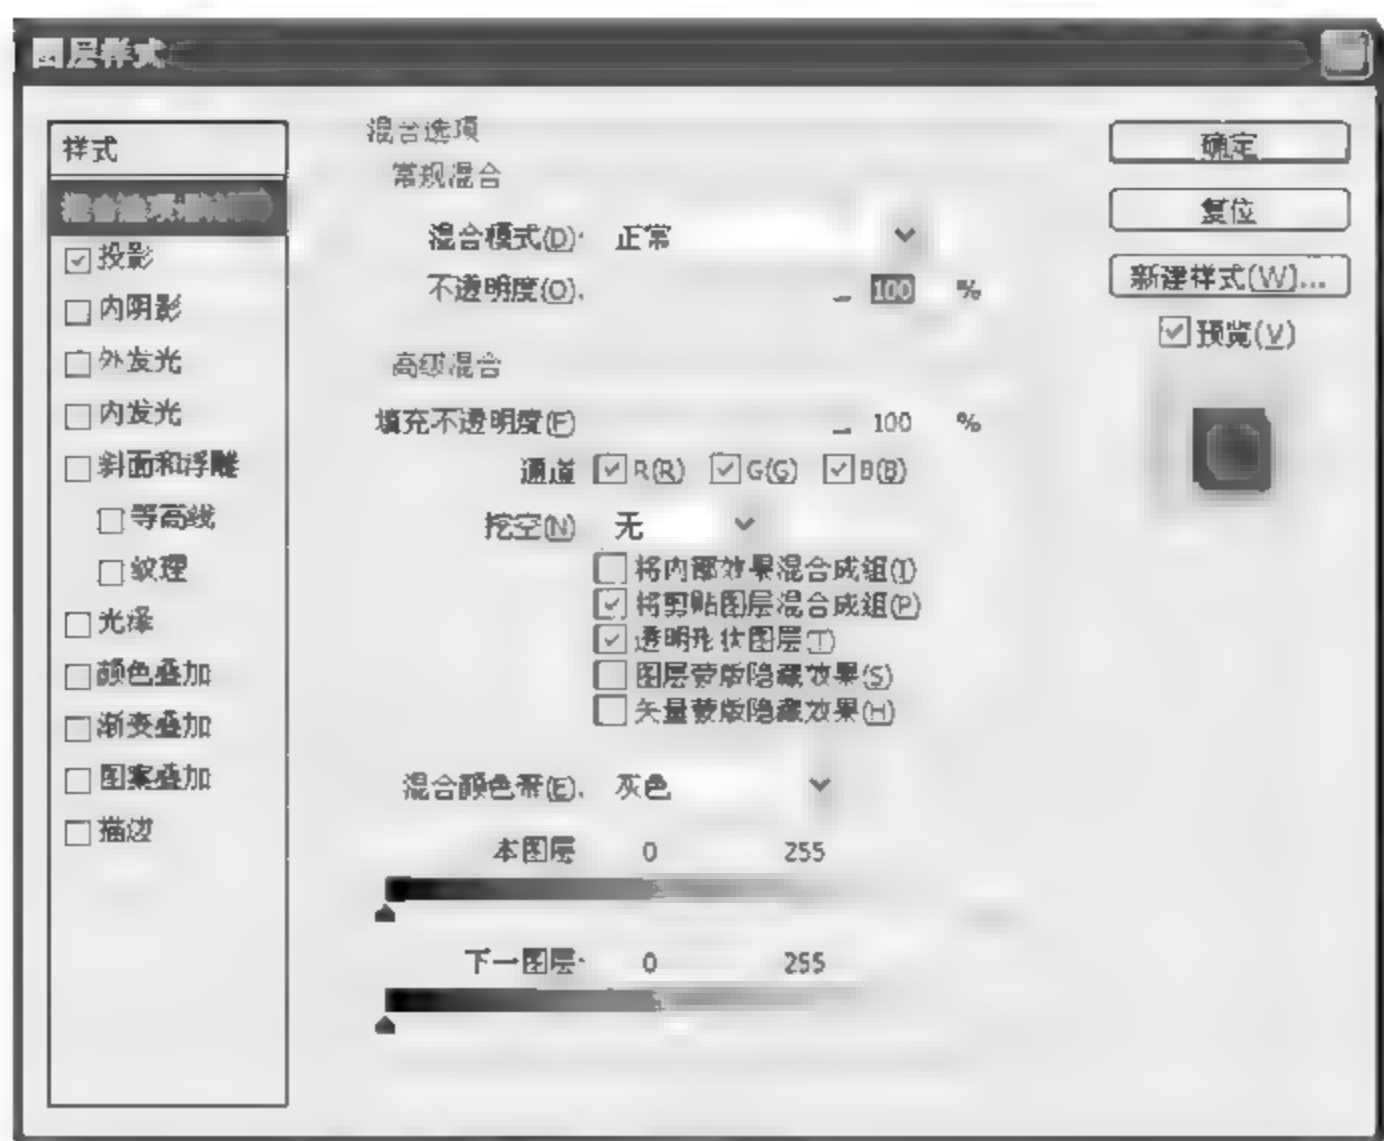 图层样式
样式
投影
内阴影
外发光
内发光
斜面和浮雕
等高线
纹理
光泽
颜色叠加
渐变叠加
图案叠加
描边
混合选项
常规混合
混合模式(D): 正常
不透明度(O): 100 %
高级混合
填充不透明度(F) 100 %
通道 R(R) G(G) B(B)
挖空(N) 无
将内部效果混合成组(I)
将剪贴图层混合成组(P)
透明形状图层(T)
图层蒙版隐藏效果(S)
矢量蒙版隐藏效果(H)
混合颜色带(E): 灰色
本图层 0 255
下一图层: 0 255
确定
复位
新建样式(W)...
预览(V)